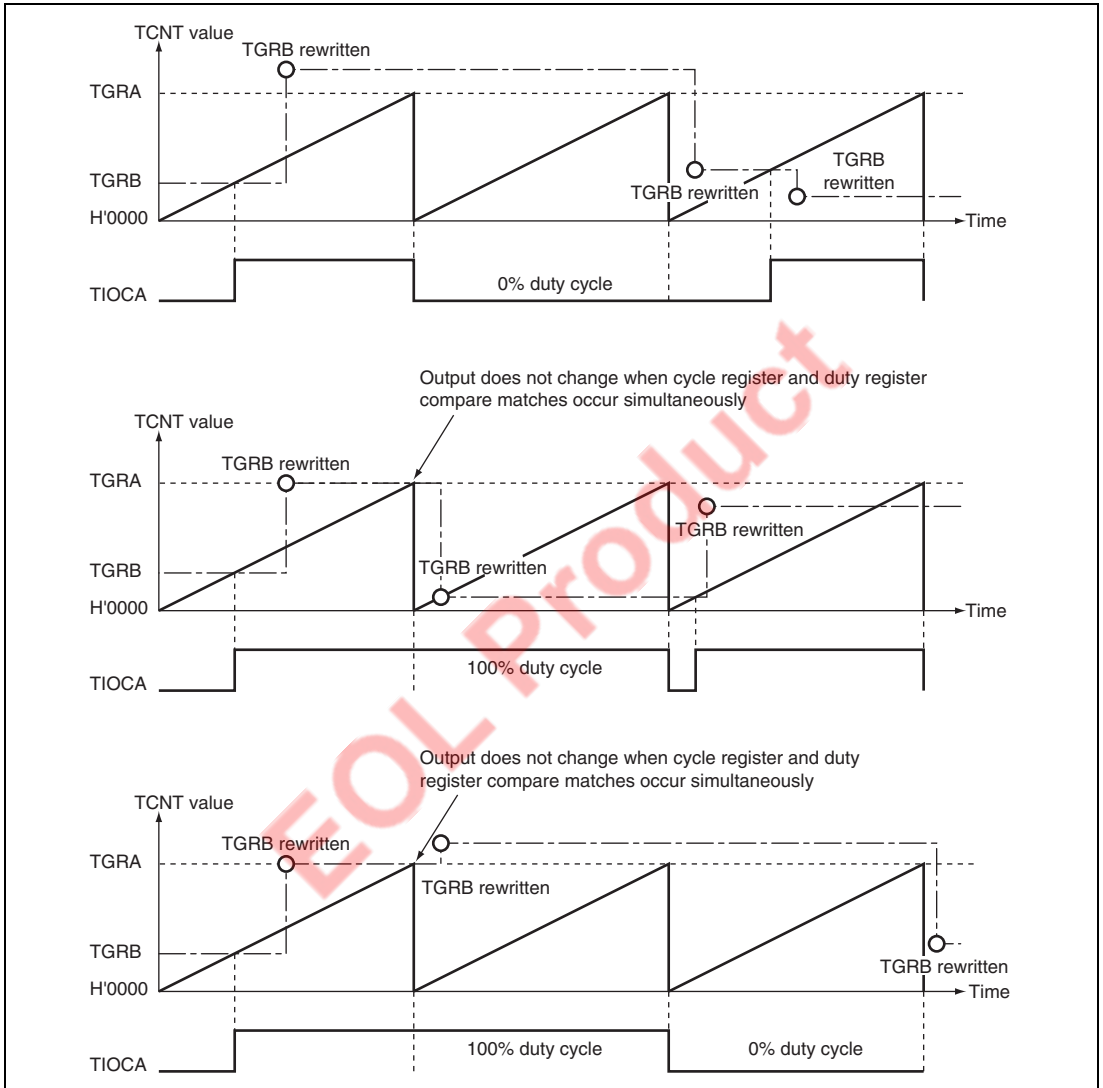 TCNT value
TGRB rewritten
TGRA
TGRB
rewritten
TGRB
TGRB rewritten
H'0000
Time
0% duty cycle
TIOCA
Output does not change when cycle register and duty register
compare matches occur simultaneously
TCNT value
TGRB rewritten
TGRA
TGRB rewritten
TGRB rewritten
TGRB
H'0000
Time
100% duty cycle
TIOCA
Output does not change when cycle register and duty
register compare matches occur simultaneously
TCNT value
TGRB rewritten
TGRA
TGRB rewritten
TGRB
TGRB rewritten
H'0000
Time
100% duty cycle
0% duty cycle
TIOCA
EOL Product